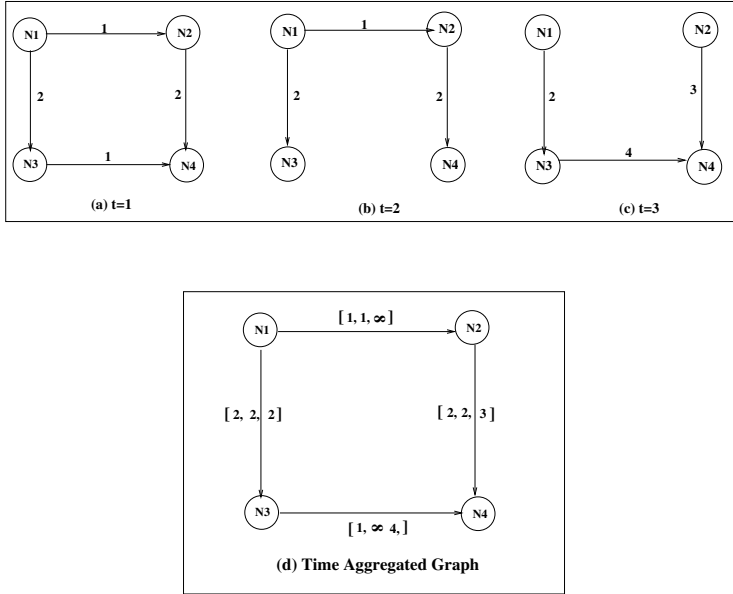 N1 1 N2
2 2
N3 1 N4
(a) t=1
N1 1 N2
2 2
N3 N4
(b) t=2
N1 N2
2 3
N3 4 N4
(c) t=3
N1 [ 1, 1, ∞ ] N2
[ 2, 2, 2 ] [ 2, 2, 3 ]
N3 [ 1, ∞ 4, ] N4
(d) Time Aggregated Graph